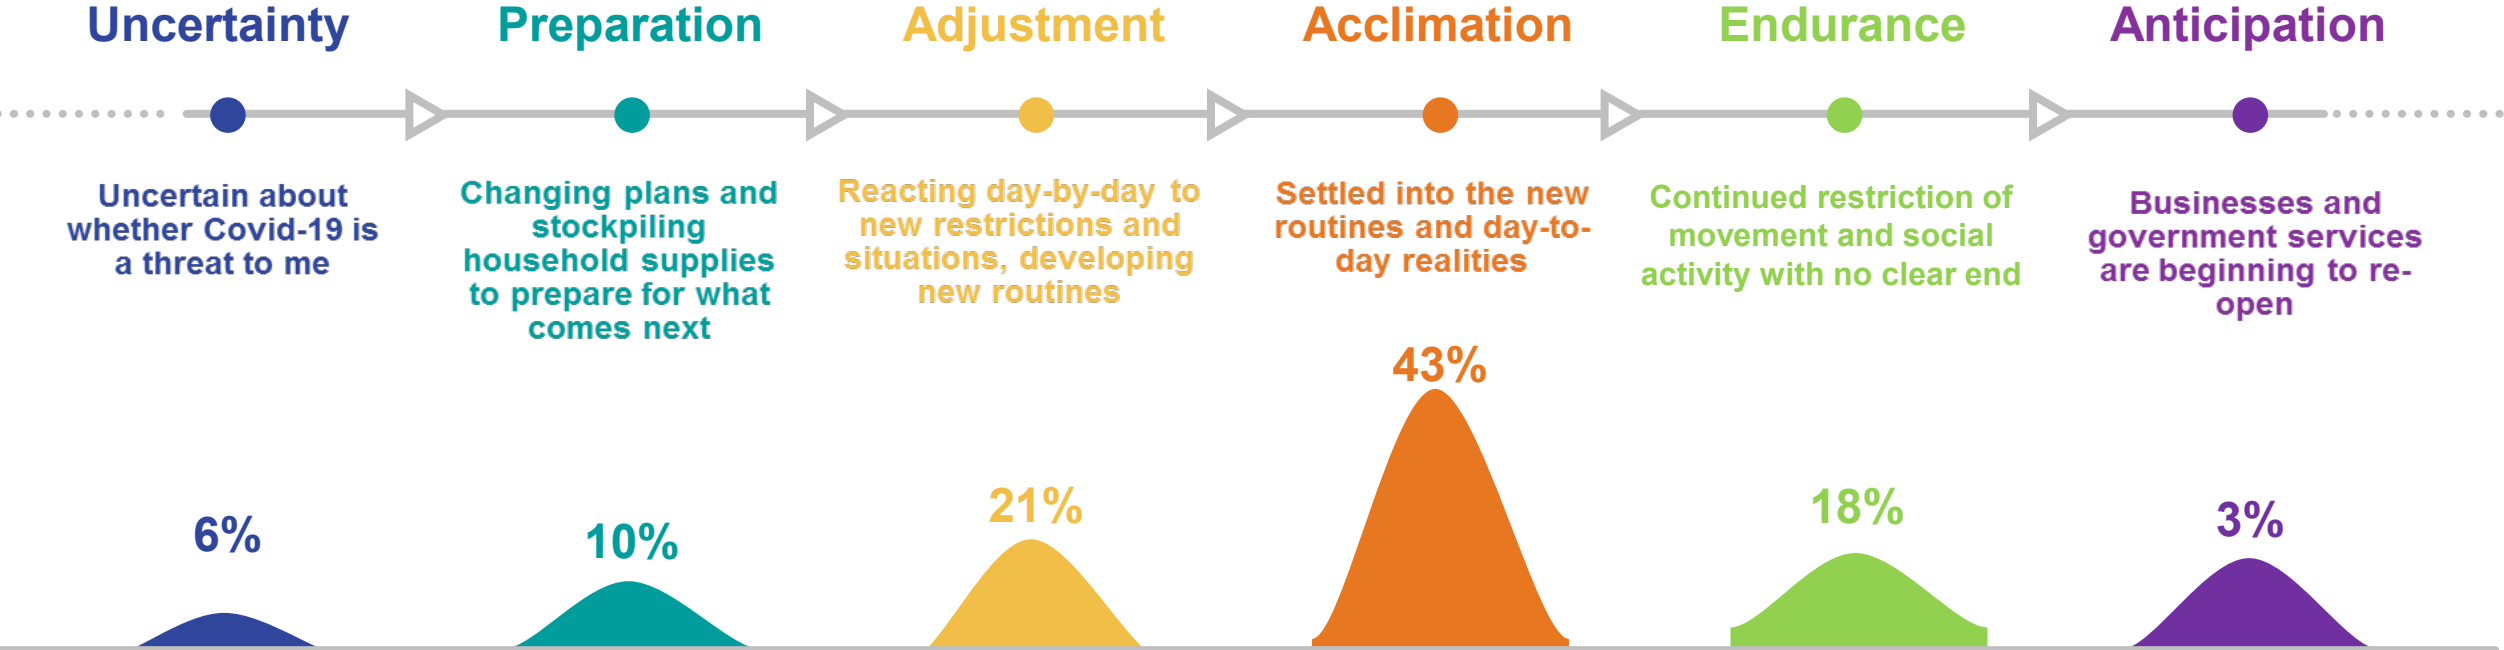 Uncertainty
Preparation
Adjustment
Acclimation
Endurance
Anticipation
Uncertain about
whether Covid-19 is
a threat to me
Changing plans and
stockpiling
household supplies
to prepare for what
comes next
Reacting day-by-day to
new restrictions and
situations, developing
new routines
Settled into the new
routines and day-to-
day realities
Continued restriction of
movement and social
activity with no clear end
Businesses and
government services
are beginning to re-
open
6%
10%
21%
43%
18%
3%